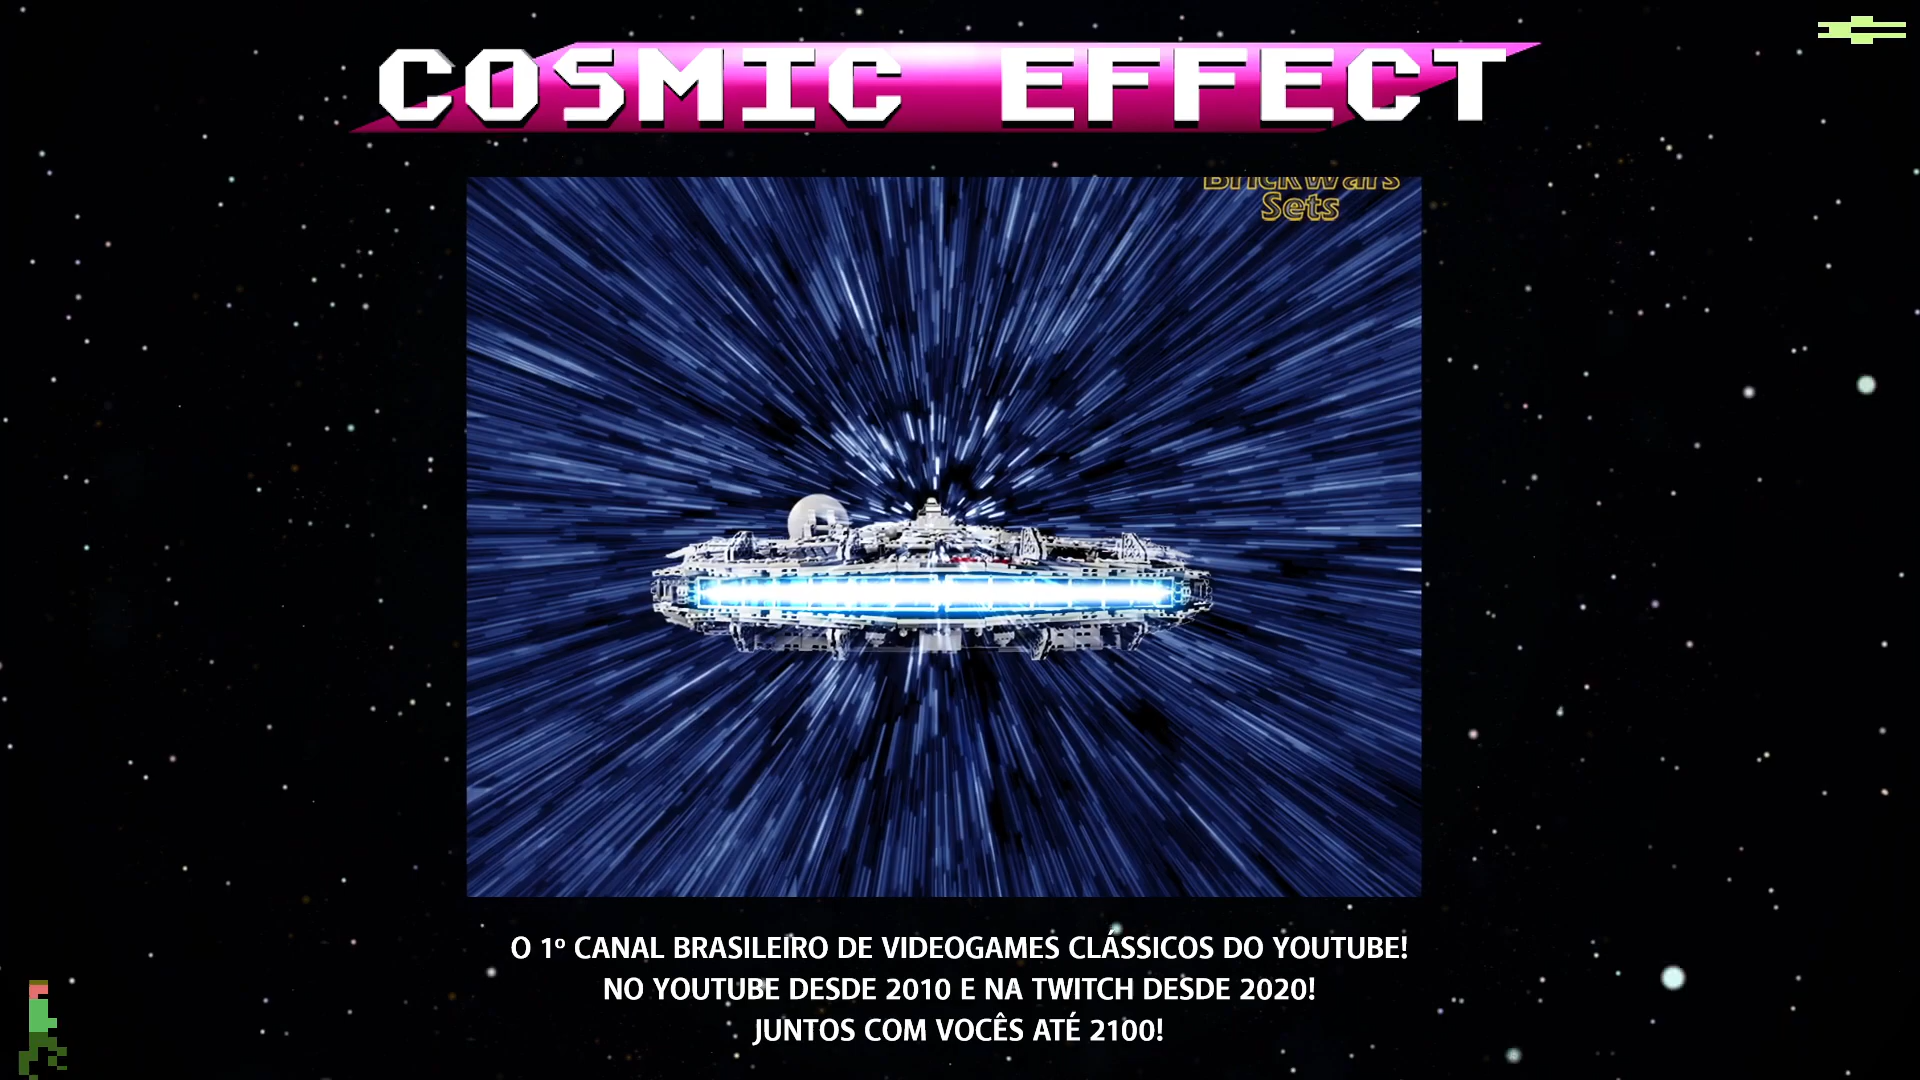 COSMIC EFFECT
BrickWars
Sets
O 1º CANAL BRASILEIRO DE VIDEOGAMES CLÁSSICOS DO YOUTUBE!
NO YOUTUBE DESDE 2010 E NA TWITCH DESDE 2020!
JUNTOS COM VOCÊS ATÉ 2100!